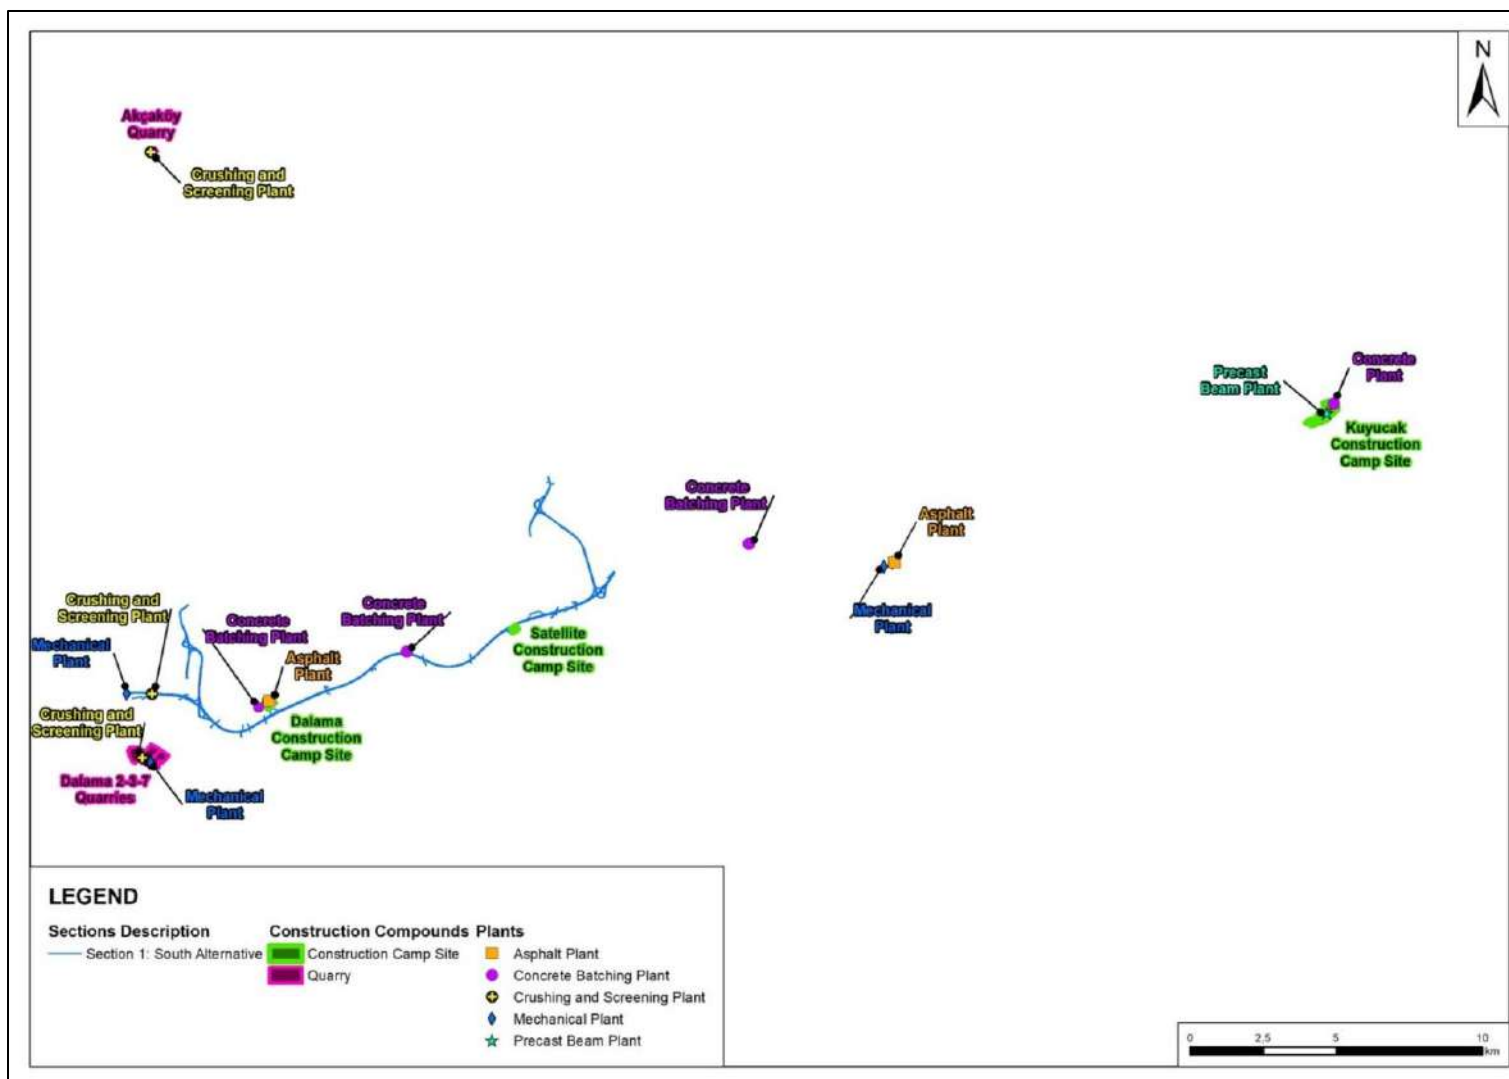 N
Akçaköy
Quarry
Crushing and
Screening Plant
Precast
Beam Plant
Concrete
Plant
Kuyucak
Construction
Camp Site
Concrete
Batching Plant
Asphalt
Plant
Mechanical
Plant
Crushing and
Screening Plant
Mechanical
Plant
Concrete
Batching Plant
Concrete
Batching Plant
Asphalt
Plant
Satellite
Construction
Camp Site
Crushing and
Screening Plant
Dalama
Construction
Camp Site
Dalama 2-3-7
Quarries
Mechanical
Plant
LEGEND
Sections Description
Section 1: South Alternative
Construction Compounds
Construction Camp Site
Quarry
Plants
Asphalt Plant
Concrete Batching Plant
Crushing and Screening Plant
Mechanical Plant
Precast Beam Plant
0 2,5 5 10
km